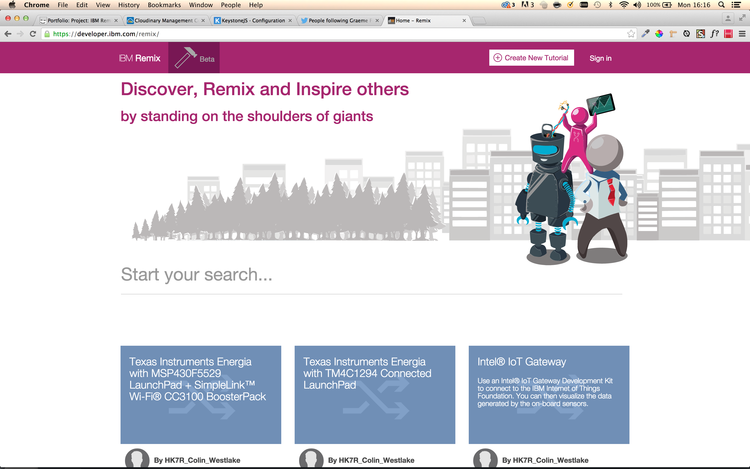 Chrome File Edit View History Bookmarks Window People Help
3 3 100% Mon 16:16
Portfolio: Project: IBM Rem
Cloudinary Management
KeystoneJS - Configuration
People following Graeme
Home – Remix
https://developer.ibm.com/remix/
IBM Remix
Beta
Create New Tutorial
Sign in
Discover, Remix and Inspire others
by standing on the shoulders of giants
Start your search...
Texas Instruments Energia
with MSP430F5529
LaunchPad + SimpleLink™
Wi-Fi® CC3100 BoosterPack
By HK7R_Colin_Westlake
Texas Instruments Energia
with TM4C1294 Connected
LaunchPad
By HK7R_Colin_Westlake
Intel® IoT Gateway
Use an Intel® IoT Gateway Development Kit
to connect to the IBM Internet of Things
Foundation. You can then visualize the data
generated by the on-board sensors.
By HK7R_Colin_Westlake